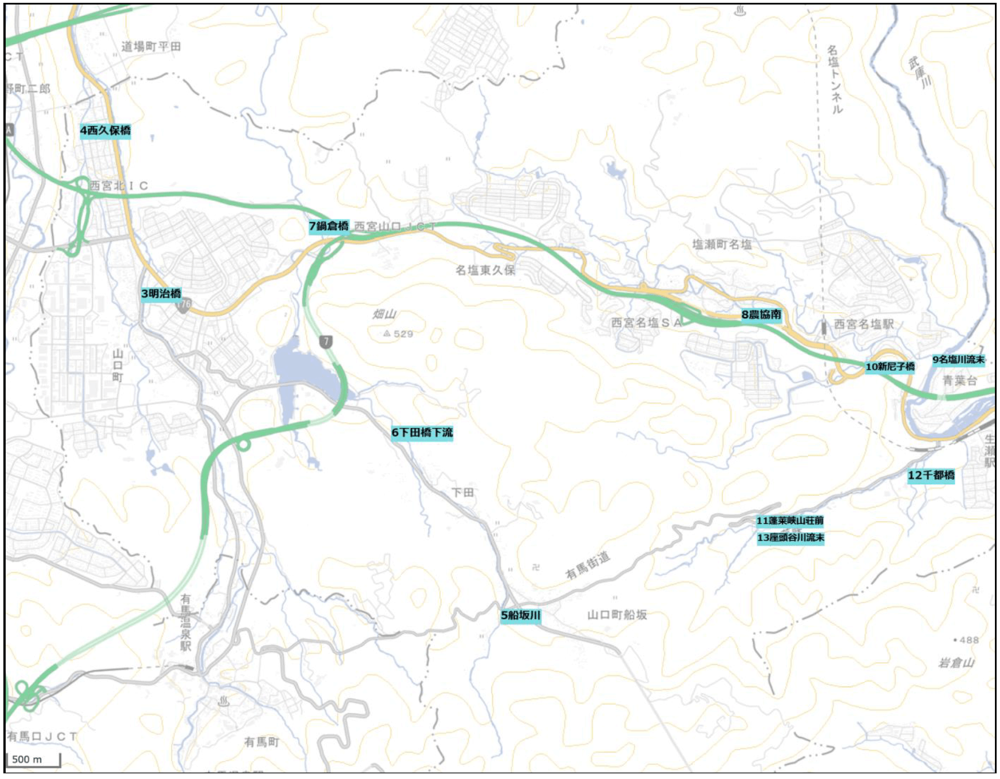 道場町平田
CT
野町二郎
名塩トンネル
武庫川
4西久保橋
A
西宮北IC
7鍋倉橋
西宮山口JCT
塩瀬町名塩
名塩東久保
3明治橋
176
畑山
529
西宮名塩SA
8農協南
西宮名塩駅
7
山口町
10新尼子橋
9名塩川流末
青葉台
6下田橋下流
生瀬駅
12千都橋
下田
11蓬莱峡山荘前
13座頭谷川流末
有馬街道
有馬温泉駅
5船坂川
山口町船坂
488
岩倉山
有馬口JCT
有馬町
500 m